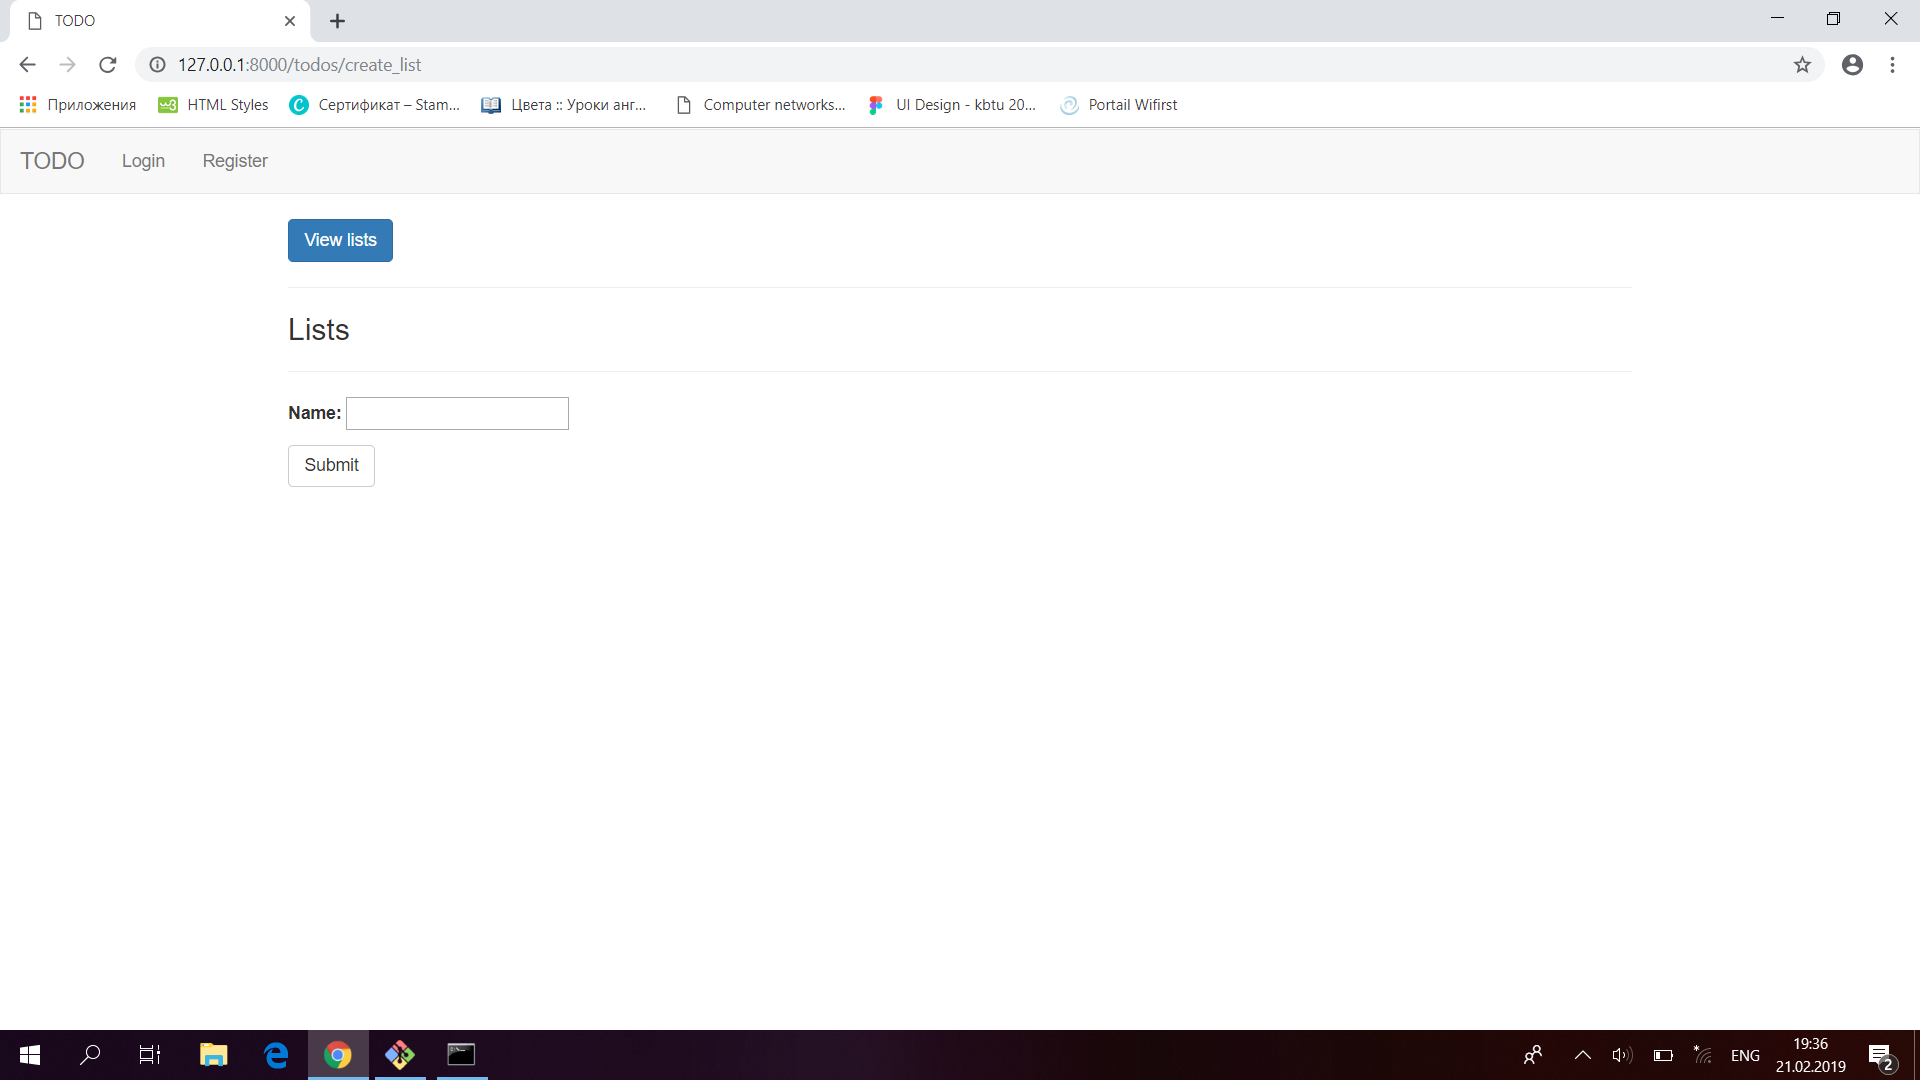 TODO
127.0.0.1:8000/todos/create_list
Приложения HTML Styles Сертификат – Stam... Цвета :: Уроки анг... Computer networks... UI Design - kbtu 20... Portail Wifirst
TODO Login Register
View lists
Lists
Name:
Submit
ENG
19:36
21.02.2019
2